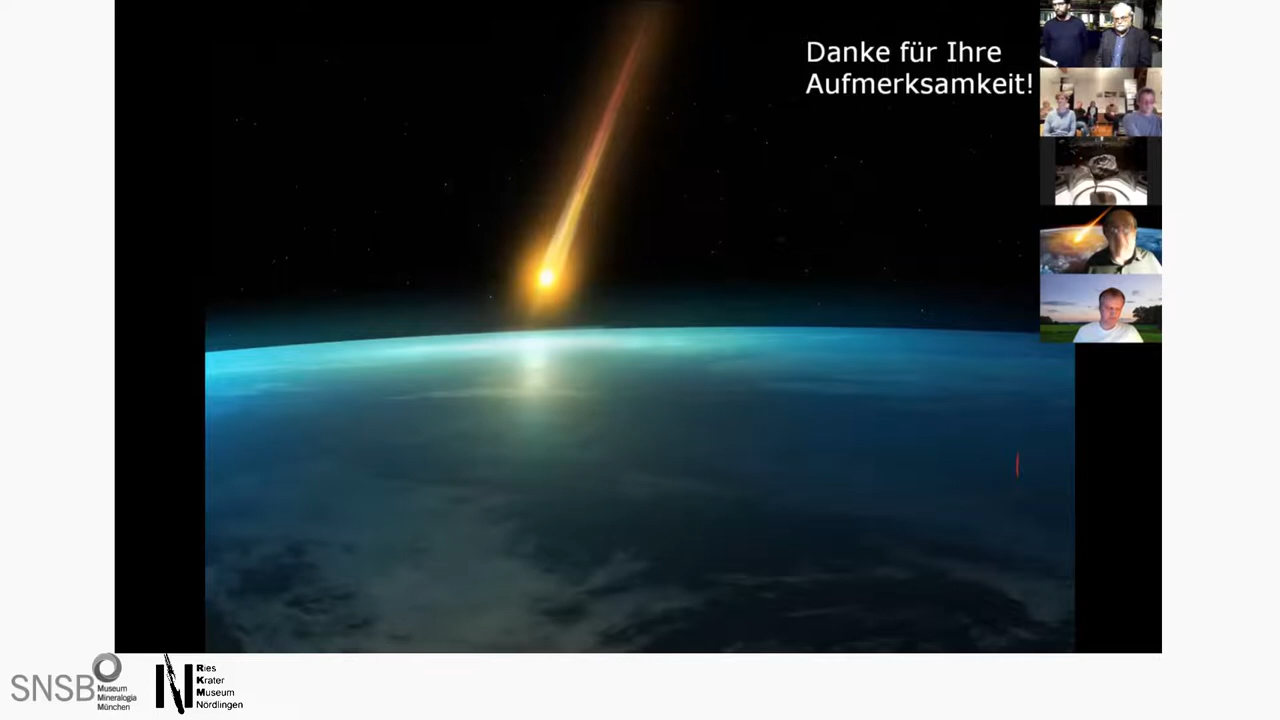 Danke für Ihre
Aufmerksamkeit!
SNSB
Museum
Mineralogia
München
Ries
Krater
Museum
Nördlingen